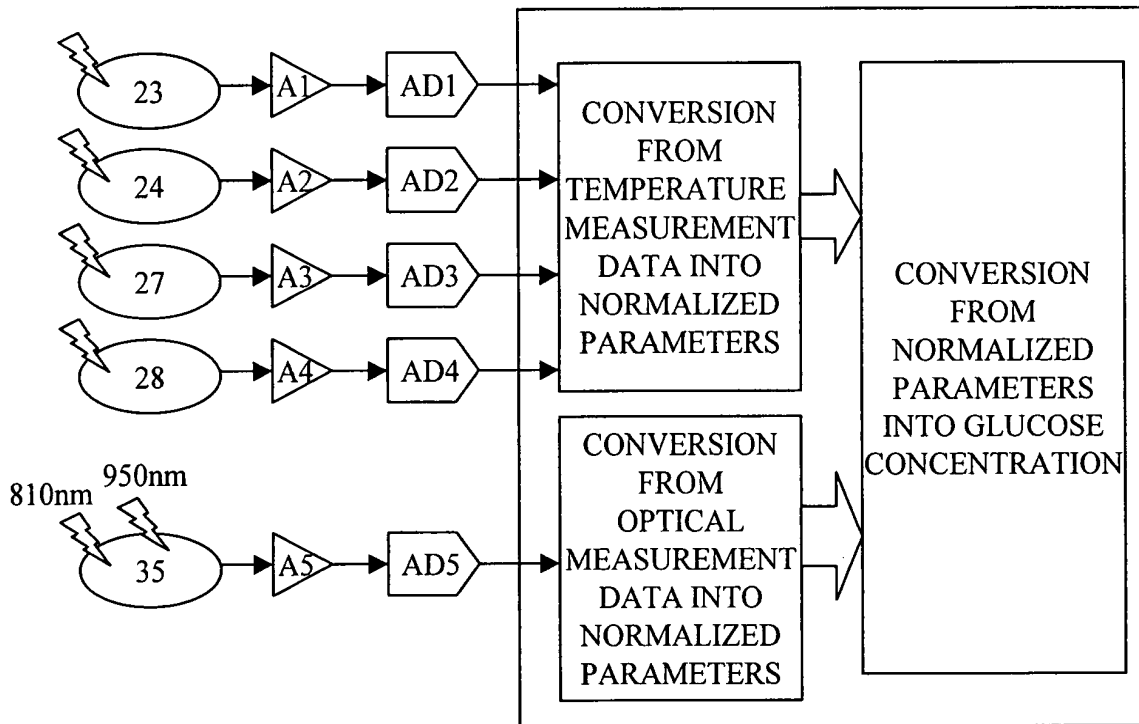 23
A1
AD1
24
A2
AD2
27
A3
AD3
28
A4
AD4
CONVERSION
FROM
TEMPERATURE
MEASUREMENT
DATA INTO
NORMALIZED
PARAMETERS
810nm
950nm
35
A5
AD5
CONVERSION
FROM
OPTICAL
MEASUREMENT
DATA INTO
NORMALIZED
PARAMETERS
CONVERSION
FROM
NORMALIZED
PARAMETERS
INTO GLUCOSE
CONCENTRATION